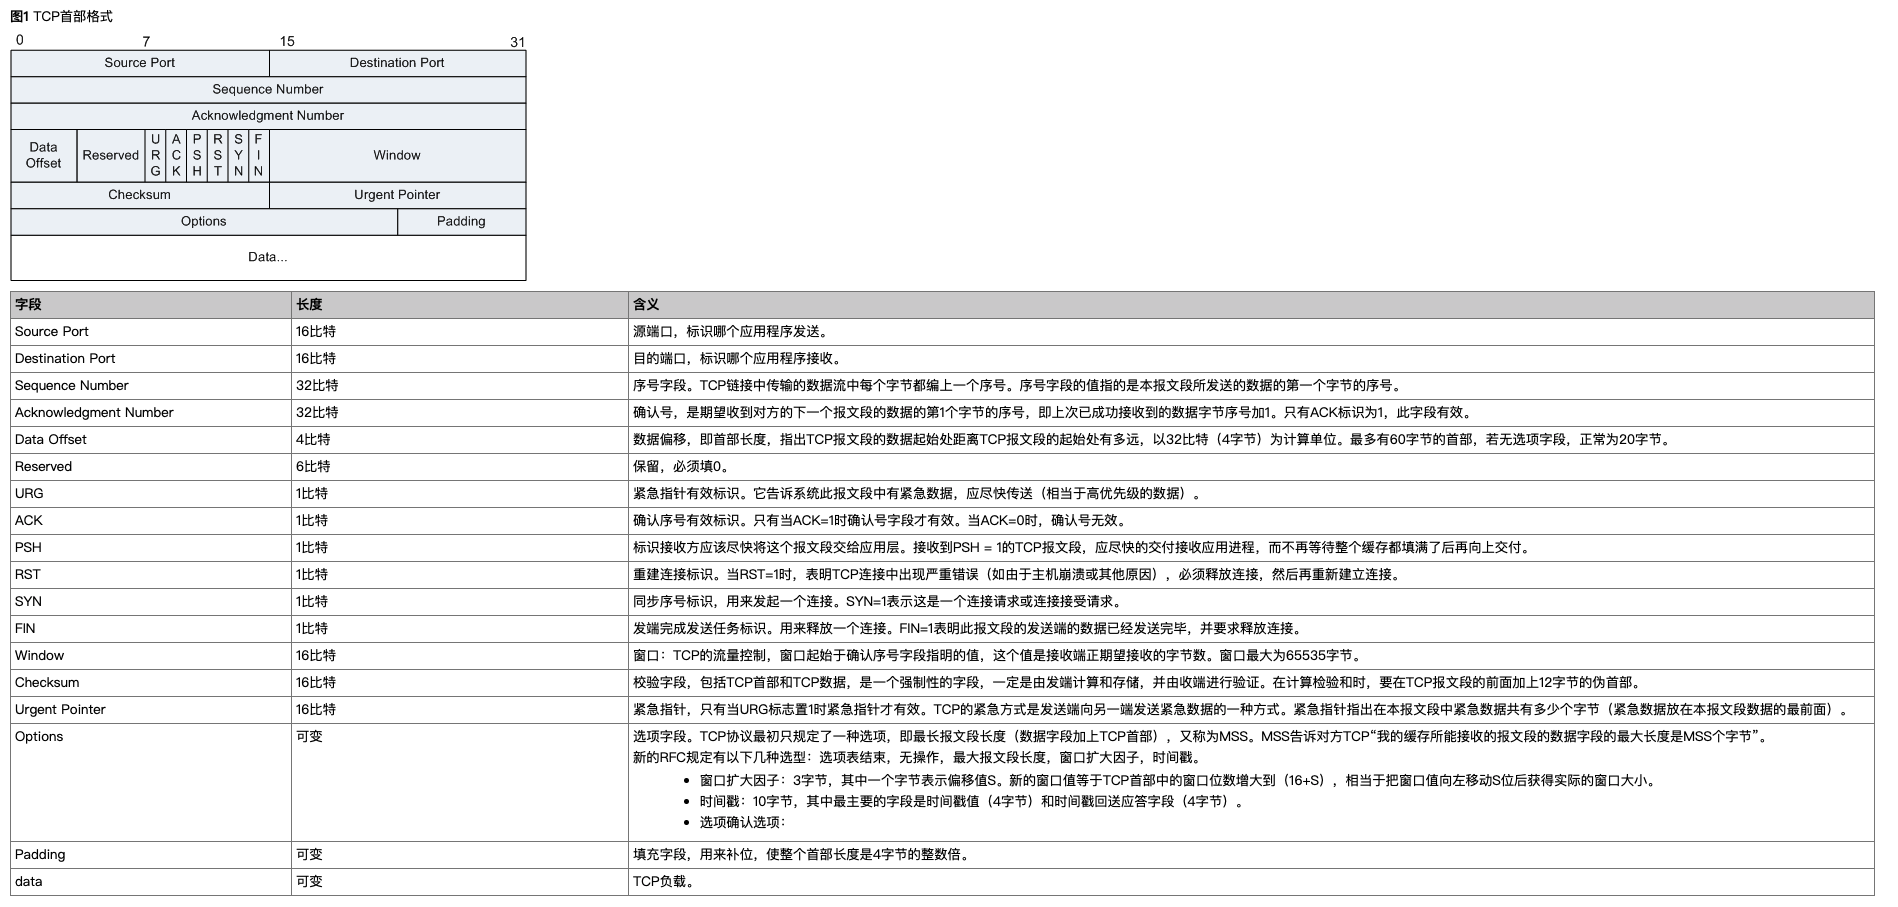 图1 TCP首部格式
0 7 15 31
Source Port Destination Port
Sequence Number
Acknowledgment Number
Data Offset Reserved URG ACK PSH RST SYN FIN Window
Checksum Urgent Pointer
Options Padding
Data...
字段 长度 含义
Source Port 16比特 源端口，标识哪个应用程序发送。
Destination Port 16比特 目的端口，标识哪个应用程序接收。
Sequence Number 32比特 序号字段。TCP链接中传输的数据流中每个字节都编上一个序号。序号字段的值指的是本报文段所发送的数据的第一个字节的序号。
Acknowledgment Number 32比特 确认号，是期望收到对方的下一个报文段的数据的第1个字节的序号，即上次已成功接收到的数据字节序号加1。只有ACK标识为1，此字段有效。
Data Offset 4比特 数据偏移，即首部长度，指出TCP报文段的数据起始处距离TCP报文段的起始处有多远，以32比特（4字节）为计算单位。最多有60字节的首部，若无选项字段，正常为20字节。
Reserved 6比特 保留，必须填0。
URG 1比特 紧急指针有效标识。它告诉系统此报文段中有紧急数据，应尽快传送（相当于高优先级的数据）。
ACK 1比特 确认序号有效标识。只有当ACK=1时确认号字段才有效。当ACK=0时，确认号无效。
PSH 1比特 标识接收方应该尽快将这个报文段交给应用层。接收到PSH = 1的TCP报文段，应尽快的交付接收应用进程，而不再等待整个缓存都填满了后再向上交付。
RST 1比特 重建连接标识。当RST=1时，表明TCP连接中出现严重错误（如由于主机崩溃或其他原因），必须释放连接，然后再重新建立连接。
SYN 1比特 同步序号标识，用来发起一个连接。SYN=1表示这是一个连接请求或连接接受请求。
FIN 1比特 发端完成发送任务标识。用来释放一个连接。FIN=1表明此报文段的发送端的数据已经发送完毕，并要求释放连接。
Window 16比特 窗口：TCP的流量控制，窗口起始于确认序号字段指明的值，这个值是接收端正期望接收的字节数。窗口最大为65535字节。
Checksum 16比特 校验字段，包括TCP首部和TCP数据，是一个强制性的字段，一定是由发端计算和存储，并由收端进行验证。在计算检验和时，要在TCP报文段的前面加上12字节的伪首部。
Urgent Pointer 16比特 紧急指针，只有当URG标志置1时紧急指针才有效。TCP的紧急方式是发送端向另一端发送紧急数据的一种方式。紧急指针指出在本报文段中紧急数据共有多少个字节（紧急数据放在本报文段数据的最前面）。
Options 可变 选项字段。TCP协议最初只规定了一种选项，即最长报文段长度（数据字段加上TCP首部），又称为MSS。MSS告诉对方TCP“我的缓存所能接收的报文段的数据字段的最大长度是MSS个字节”。
新的RFC规定有以下几种选型：选项表结束，无操作，最大报文段长度，窗口扩大因子，时间戳。
• 窗口扩大因子：3字节，其中一个字节表示偏移值S。新的窗口值等于TCP首部中的窗口位数增大到（16+S），相当于把窗口值向左移动S位后获得实际的窗口大小。
• 时间戳：10字节，其中最主要的字段是时间戳值（4字节）和时间戳回送应答字段（4字节）。
• 选项确认选项：
Padding 可变 填充字段，用来补位，使整个首部长度是4字节的整数倍。
data 可变 TCP负载。